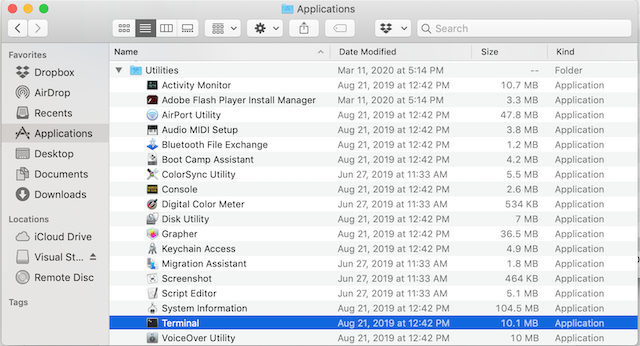 Applications
Search
Favorites
Dropbox
AirDrop
Recents
Applications
Desktop
Documents
Downloads
Locations
iCloud Drive
Visual St...
Remote Disc
Tags
Name Date Modified Size Kind
Utilities Mar 11, 2020 at 5:14 PM -- Folder
Activity Monitor Aug 21, 2019 at 12:42 PM 10.7 MB Application
Adobe Flash Player Install Manager Mar 11, 2020 at 5:14 PM 3.3 MB Application
AirPort Utility Aug 21, 2019 at 12:42 PM 47.8 MB Application
Audio MIDI Setup Aug 21, 2019 at 12:42 PM 3.8 MB Application
Bluetooth File Exchange Aug 21, 2019 at 12:42 PM 1.2 MB Application
Boot Camp Assistant Aug 21, 2019 at 12:42 PM 4.2 MB Application
ColorSync Utility Jun 27, 2019 at 11:33 AM 5.5 MB Application
Console Aug 21, 2019 at 12:42 PM 2.6 MB Application
Digital Color Meter Jun 27, 2019 at 11:33 AM 534 KB Application
Disk Utility Aug 21, 2019 at 12:42 PM 7 MB Application
Grapher Aug 21, 2019 at 12:42 PM 36.5 MB Application
Keychain Access Aug 21, 2019 at 12:42 PM 4.9 MB Application
Migration Assistant Jun 27, 2019 at 11:33 AM 1.8 MB Application
Screenshot Jun 27, 2019 at 11:33 AM 464 KB Application
Script Editor Jun 27, 2019 at 11:33 AM 5.1 MB Application
System Information Aug 21, 2019 at 12:42 PM 104.5 MB Application
Terminal Aug 21, 2019 at 12:42 PM 10.1 MB Application
VoiceOver Utility Aug 21, 2019 at 12:42 PM 10 MB Application